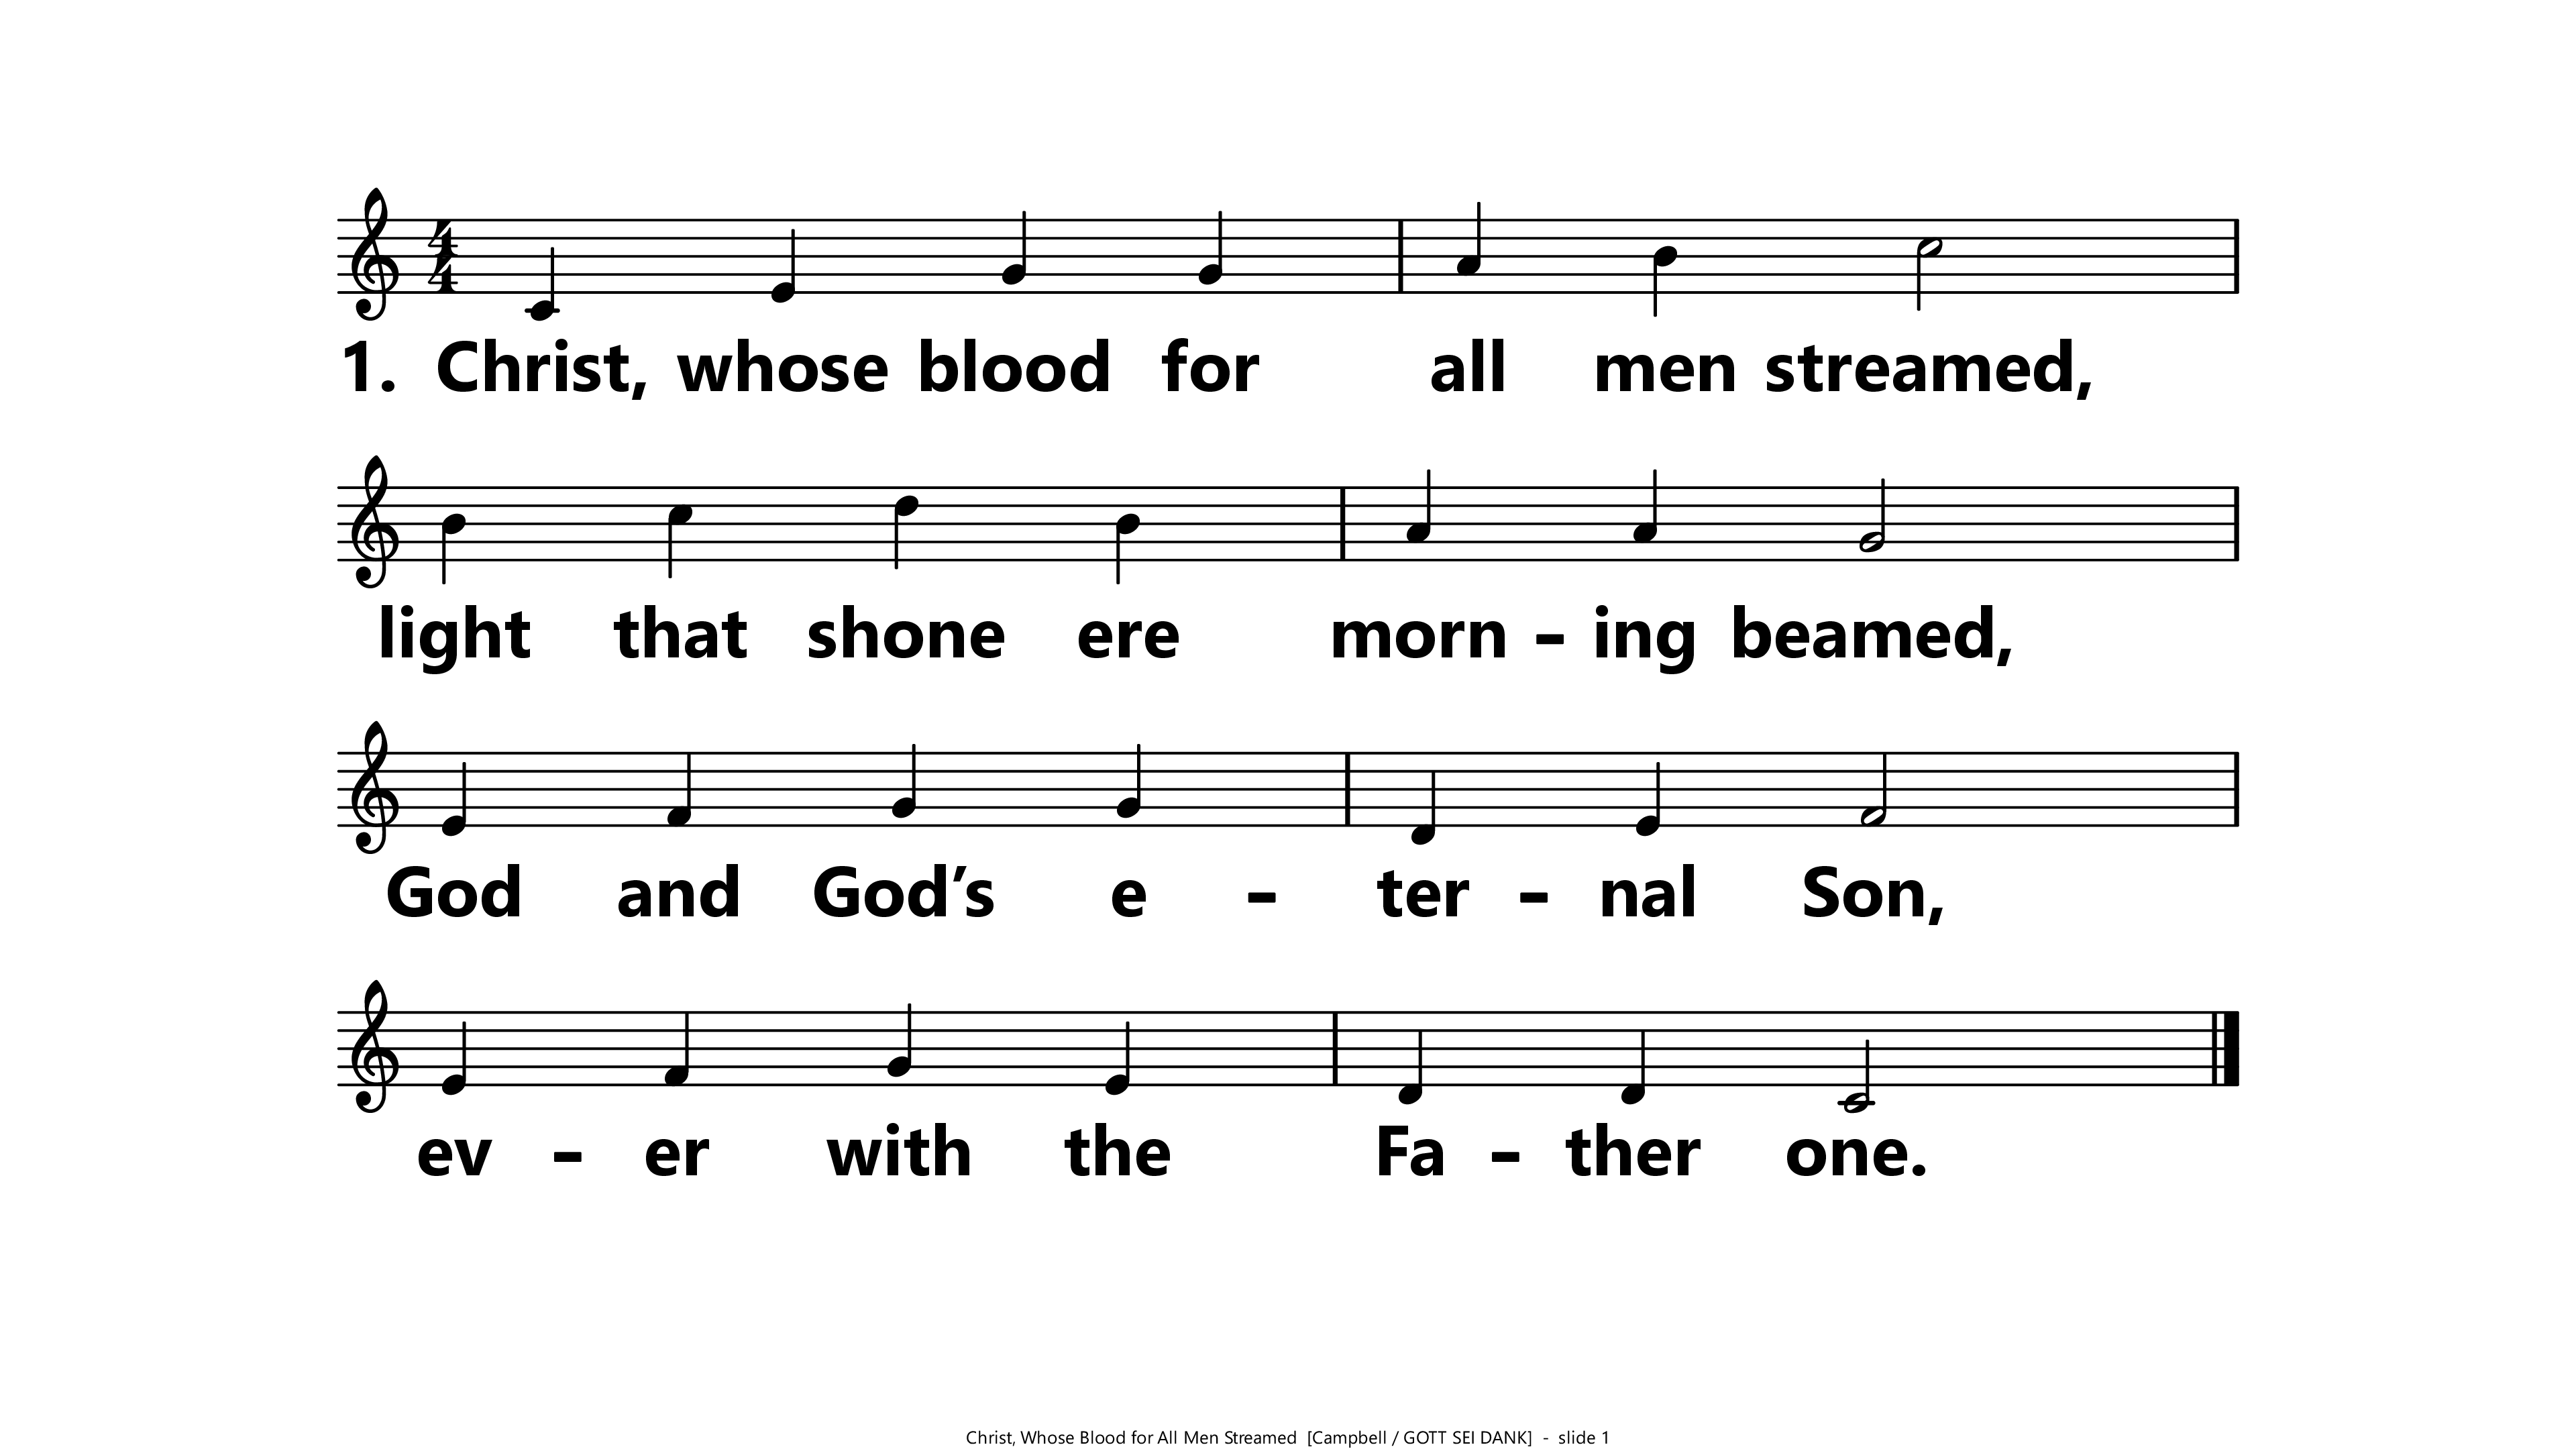 1. Christ, whose blood for all men streamed,
light that shone ere morn - ing beamed,
God and God’s e - ter - nal Son,
ev - er with the Fa - ther one.
Christ, Whose Blood for All Men Streamed [Campbell / GOTT SEI DANK] - slide 1